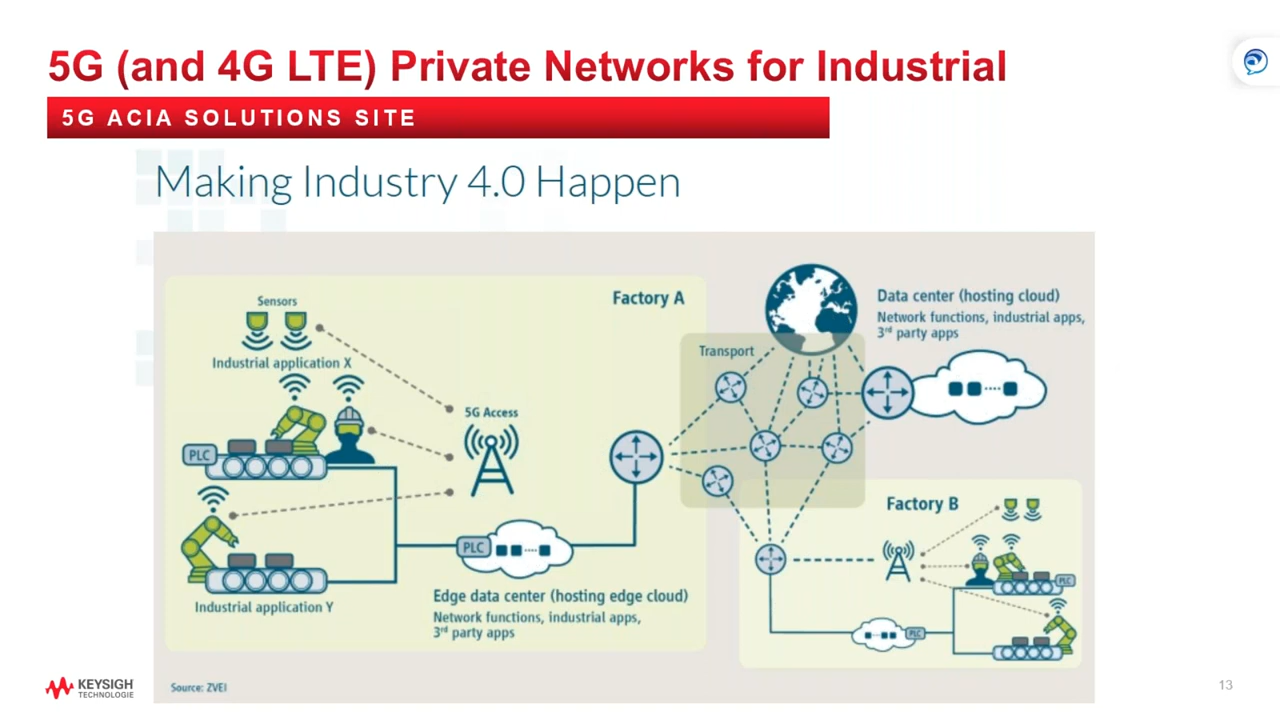 5G (and 4G LTE) Private Networks for Industrial
5G ACIA SOLUTIONS SITE
Making Industry 4.0 Happen
Factory A
Sensors
Industrial application X
PLC
5G Access
Industrial application Y
PLC
Edge data center (hosting edge cloud)
Network functions, industrial apps,
3rd party apps
Transport
Data center (hosting cloud)
Network functions, industrial apps,
3rd party apps
Factory B
PLC
PLC
Source: ZVEI
KEYSIGH
TECHNOLOGIE
13